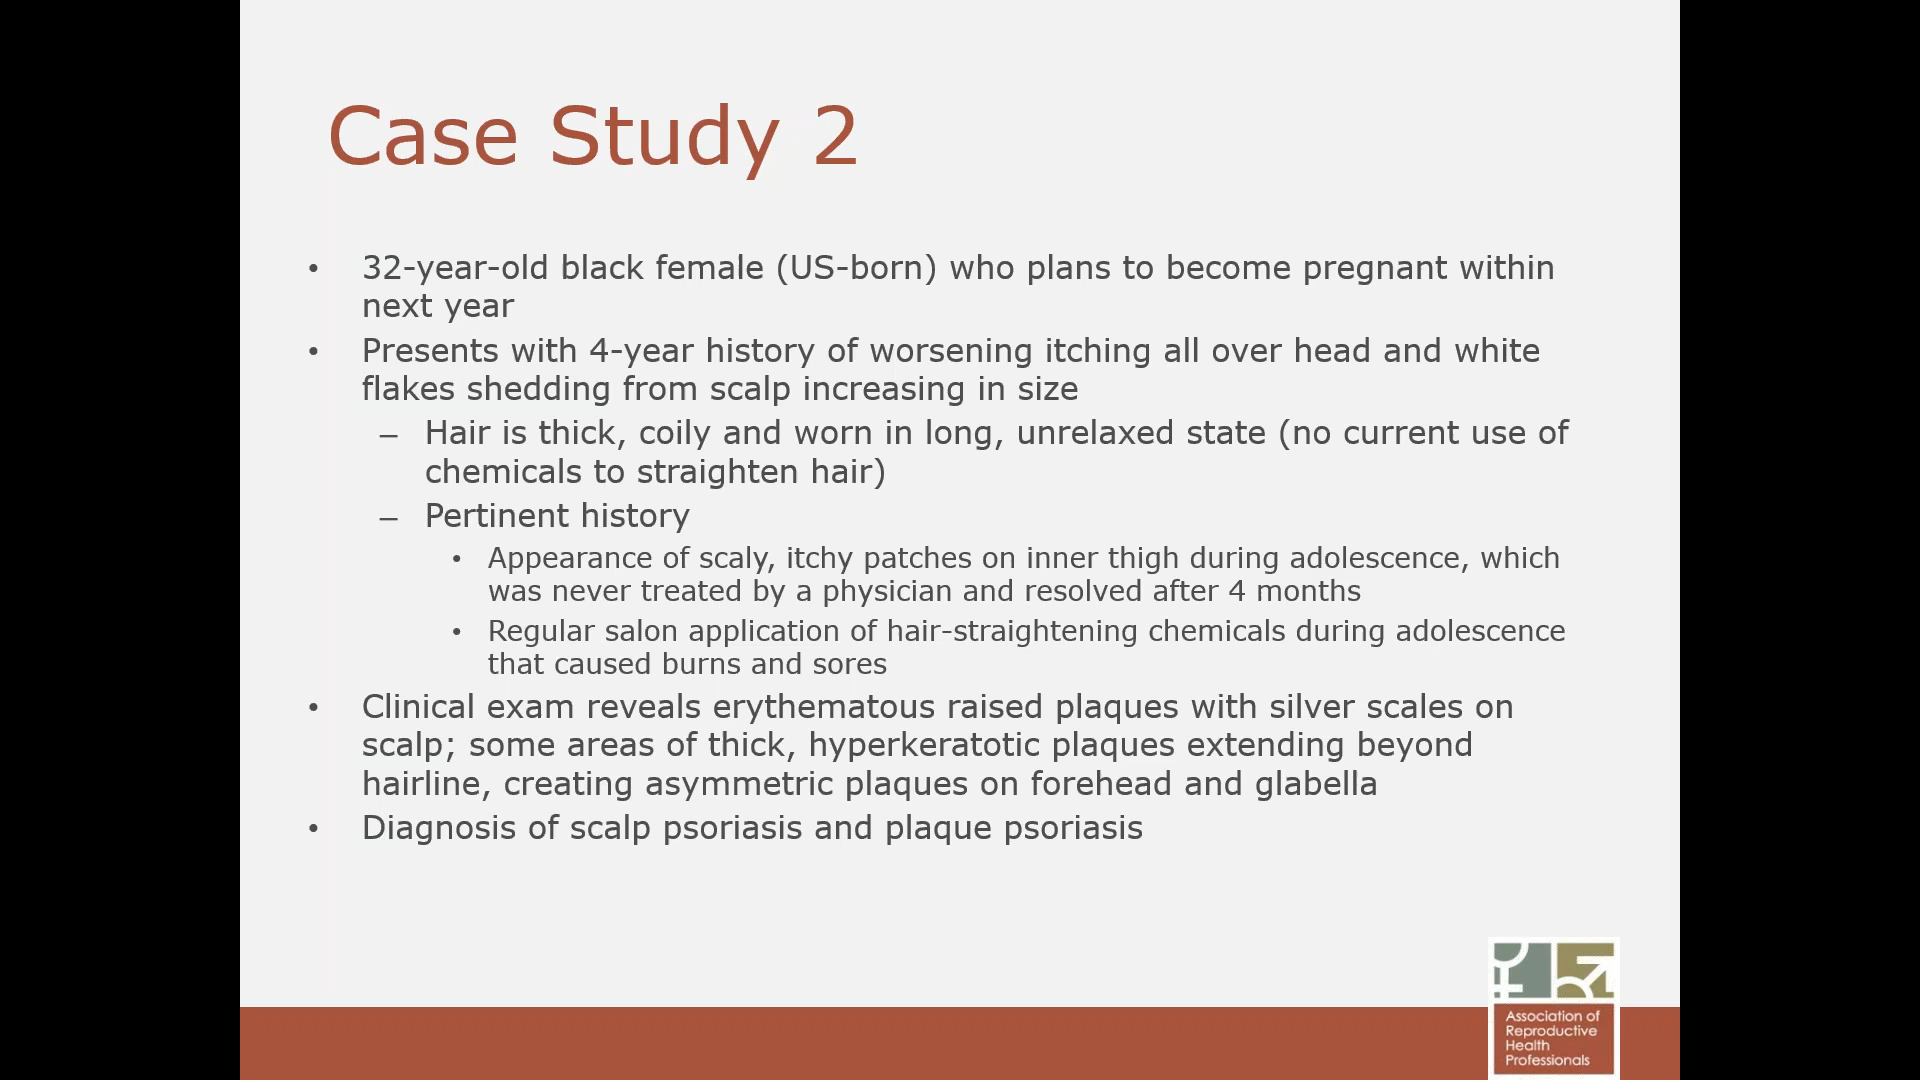 Case Study 2
• 32-year-old black female (US-born) who plans to become pregnant within
next year
• Presents with 4-year history of worsening itching all over head and white
flakes shedding from scalp increasing in size
– Hair is thick, coily and worn in long, unrelaxed state (no current use of
chemicals to straighten hair)
– Pertinent history
• Appearance of scaly, itchy patches on inner thigh during adolescence, which
was never treated by a physician and resolved after 4 months
• Regular salon application of hair-straightening chemicals during adolescence
that caused burns and sores
• Clinical exam reveals erythematous raised plaques with silver scales on
scalp; some areas of thick, hyperkeratotic plaques extending beyond
hairline, creating asymmetric plaques on forehead and glabella
• Diagnosis of scalp psoriasis and plaque psoriasis
Association of
Reproductive
Health
Professionals